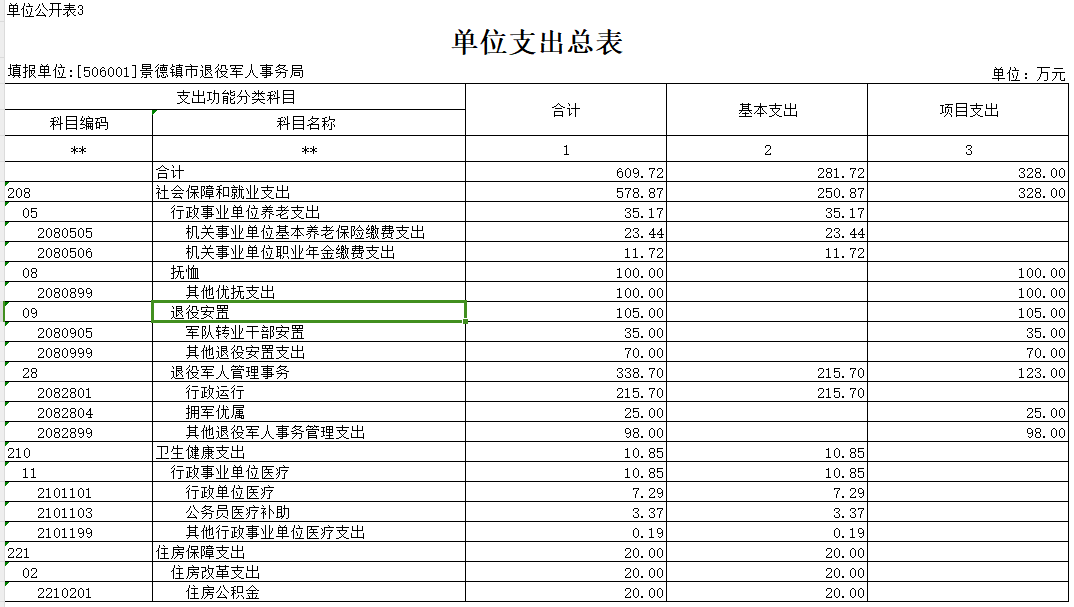 单位公开表3
单位支出总表
填报单位:[506001]景德镇市退役军人事务局 单位：万元
支出功能分类科目 合计 基本支出 项目支出
科目编码 科目名称
** ** 1 2 3
合计 609.72 281.72 328.00
208 社会保障和就业支出 578.87 250.87 328.00
05 行政事业单位养老支出 35.17 35.17
2080505 机关事业单位基本养老保险缴费支出 23.44 23.44
2080506 机关事业单位职业年金缴费支出 11.72 11.72
08 抚恤 100.00 100.00
2080899 其他优抚支出 100.00 100.00
09 退役安置 105.00 105.00
2080905 军队转业干部安置 35.00 35.00
2080999 其他退役安置支出 70.00 70.00
28 退役军人管理事务 338.70 215.70 123.00
2082801 行政运行 215.70 215.70
2082804 拥军优属 25.00 25.00
2082899 其他退役军人事务管理支出 98.00 98.00
210 卫生健康支出 10.85 10.85
11 行政事业单位医疗 10.85 10.85
2101101 行政单位医疗 7.29 7.29
2101103 公务员医疗补助 3.37 3.37
2101199 其他行政事业单位医疗支出 0.19 0.19
221 住房保障支出 20.00 20.00
02 住房改革支出 20.00 20.00
2210201 住房公积金 20.00 20.00